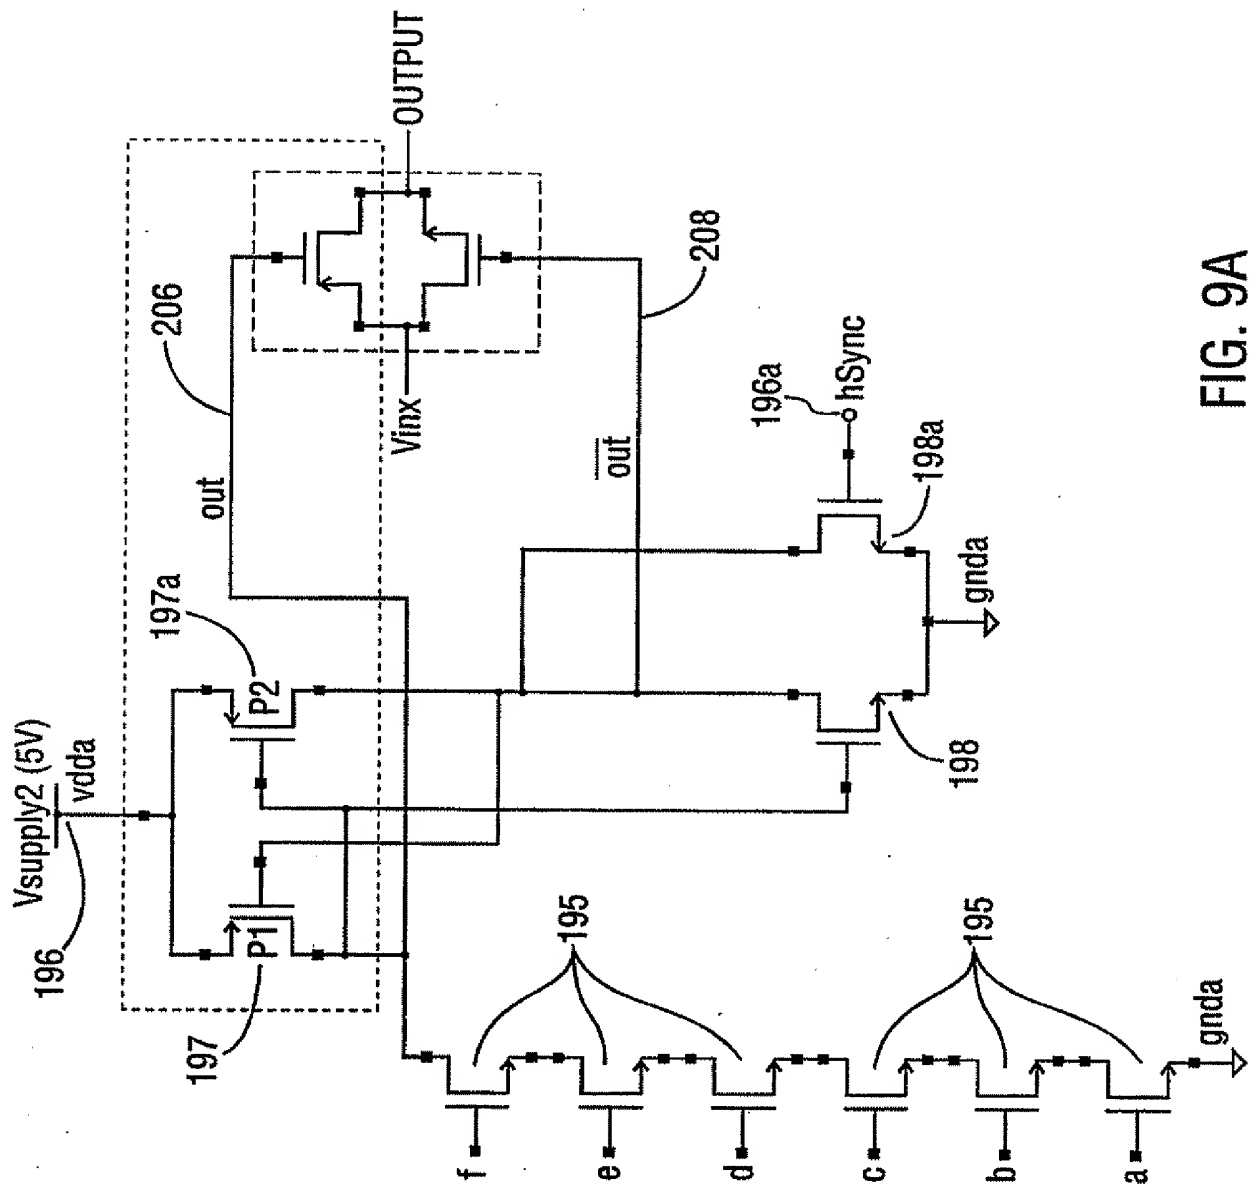 Vsupply2 (5V)
vdda
196
197
P1
P2
197a
out
206
Vinx
OUTPUT
out
208
196a
hSync
198a
198
gnda
195
195
f
e
d
c
b
a
gnda
FIG. 9A